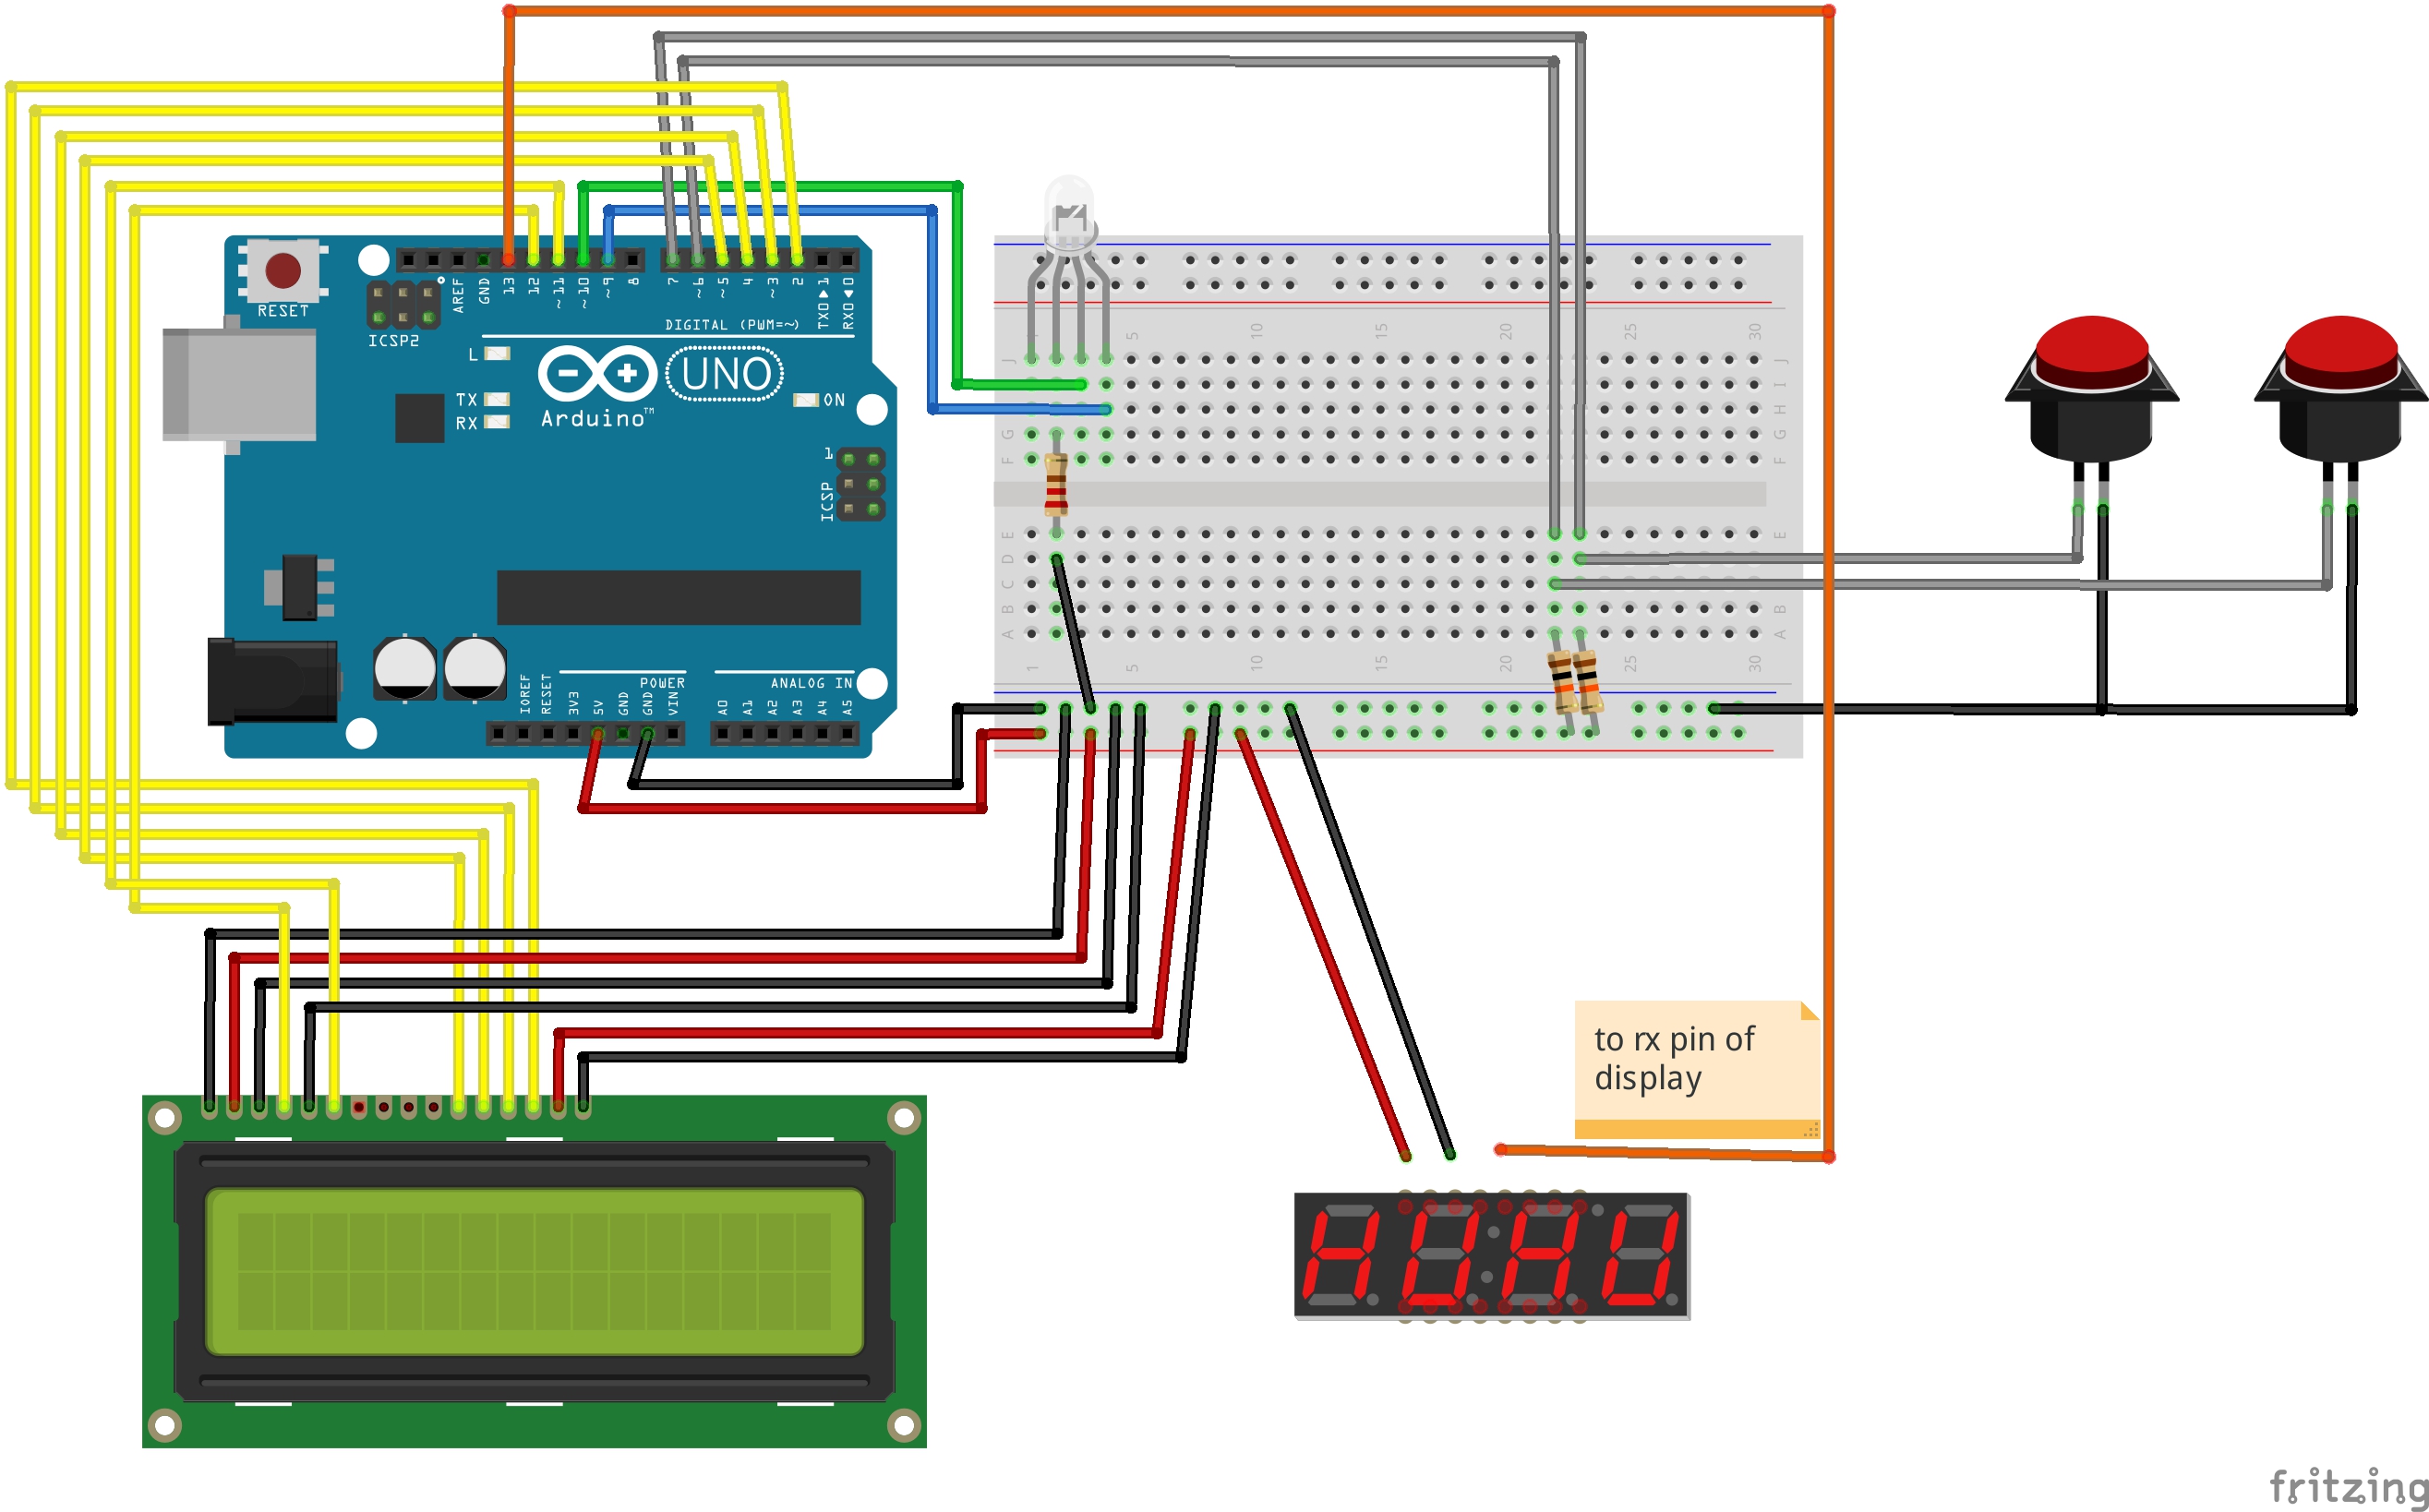 RESET
ICSP2
AREF
GND
13
12
~11
~10
~9
8
7
~6
~5
4
~3
2
TX0▶1
RX0◀0
DIGITAL (PWM=~)
L
TX
RX
UNO
Arduino™
ON
1
ICSP
IOREF
RESET
3V3
5V
GND
GND
VIN
POWER
A0
A1
A2
A3
A4
A5
ANALOG IN
1 5 10 15 20 25 30
J J
I I
H H
G G
F F
E E
D
C
B B
A A
1 5 10 15 20 25 30
to rx pin of
display
fritzing